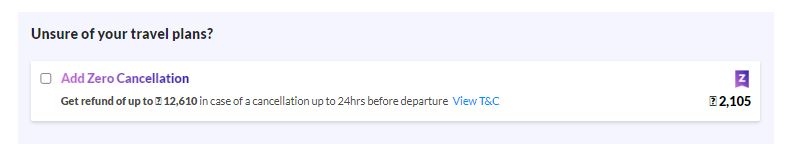 Unsure of your travel plans?
Add Zero Cancellation
Z
Get refund of up to 12,610 in case of a cancellation up to 24hrs before departure View T&C
2,105